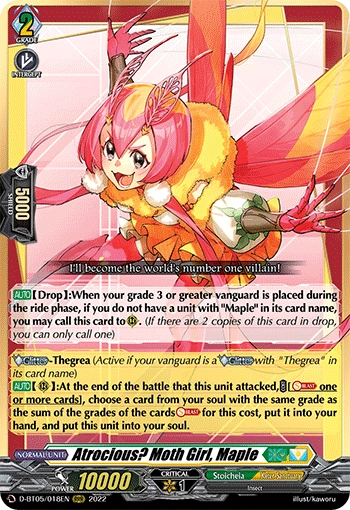 2
GRADE
INTERCEPT
5000
SHIELD
I'll become the world's number one villain!
AUTO【Drop】:When your grade 3 or greater vanguard is placed during
the ride phase, if you do not have a unit with "Maple" in its card name,
you may call this card to Ⓡ. (If there are 2 copies of this card in drop,
you can only call one)
-Thegrea (Active if your vanguard is a with "Thegrea" in
its card name)
AUTO【Ⓡ】:At the end of the battle that this unit attacked, [BLAST one
or more cards], choose a card from your soul with the same grade as
the sum of the grades of the cards BLAST for this cost, put it into your
hand, and put this unit into your soul.
NORMAL UNIT Atrocious? Moth Girl, Maple
POWER 10000 CRITICAL 1 Stoicheia
Insect
D-BT05/018EN RRR 2022 illust/kaworu